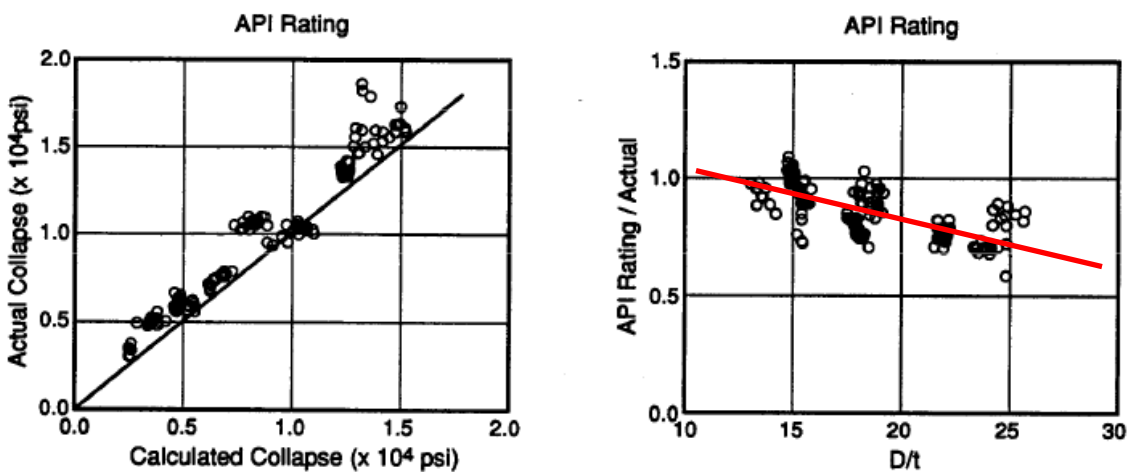 API Rating
2.0
1.5
1.0
0.5
0.0
Actual Collapse (x 10⁴psi)
0.0 0.5 1.0 1.5 2.0
Calculated Collapse (x 10⁴ psi)
API Rating
1.5
1.0
0.5
0.0
API Rating / Actual
10 15 20 25 30
D/t